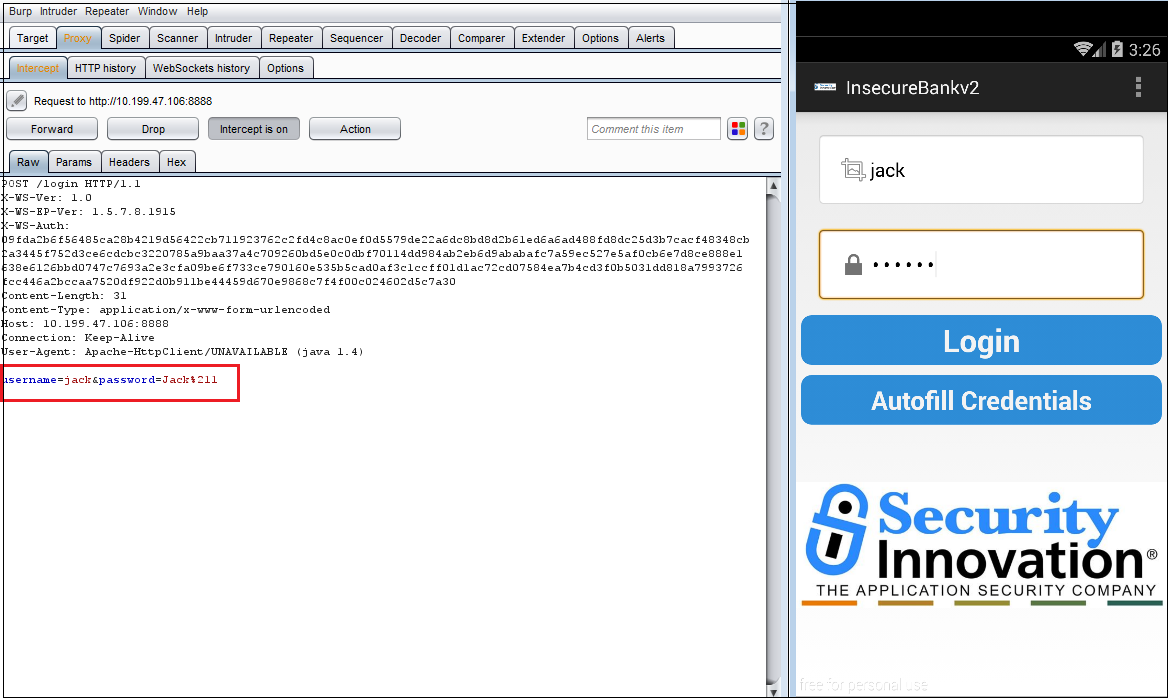 Burp Intruder Repeater Window Help
Target Proxy Spider Scanner Intruder Repeater Sequencer Decoder Comparer Extender Options Alerts
Intercept HTTP history WebSockets history Options
Request to http://10.199.47.106:8888
Forward Drop Intercept is on Action Comment this item ?
Raw Params Headers Hex
POST /login HTTP/1.1
X-WS-Ver: 1.0
X-WS-EP-Ver: 1.5.7.8.1915
X-WS-Auth:
09fda2b6f56485ca28b4219d56422cb711923762c2fd4c8ac0ef0d5579de22a6dc8bd8d2b61ed6a6ad488fd8dc25d3b7cacf48348cb
2a3445f752d3ce6cdcbc3220785a9baa37a4c709260bd5e0c0dbf70114dd984ab2eb6d9ababafc7a59ec527e5af0cb6e7d8ce888e1
638e6126bbd0747c7693a2e3cfa09be6f733ce790160e535b5cad0af3c1ccff01d1ac72cd07584ea7b4cd3f0b5031dd818a7993726
fcc446a2bccaa7520df922d0b911be44459d670e9868c7f4f00c024602d5c7a30
Content-Length: 31
Content-Type: application/x-www-form-urlencoded
Host: 10.199.47.106:8888
Connection: Keep-Alive
User-Agent: Apache-HttpClient/UNAVAILABLE (java 1.4)
username=jack&password=Jack%211
3:26
InsecureBankv2
jack
Login
Autofill Credentials
Security
Innovation®
THE APPLICATION SECURITY COMPANY
free for personal use